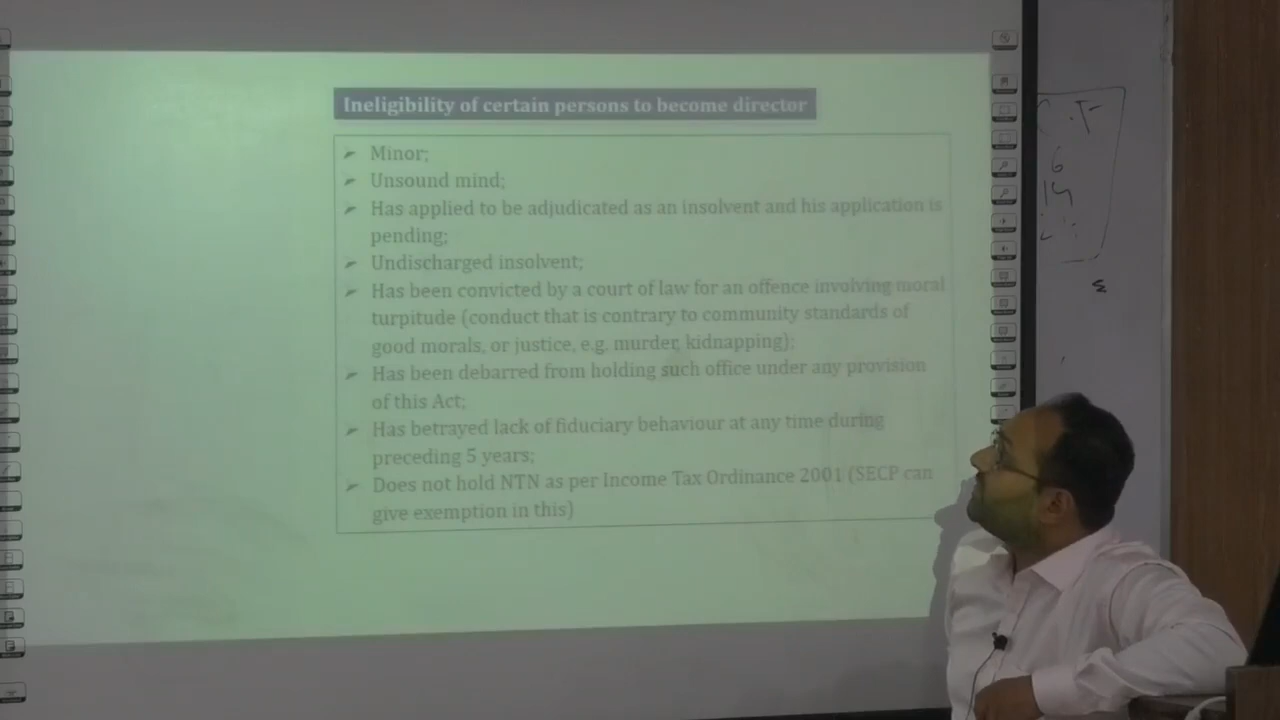 Ineligibility of certain persons to become director
Minor;
Unsound mind;
Has applied to be adjudicated as an insolvent and his application is
pending;
Undischarged insolvent;
Has been convicted by a court of law for an offence involving moral
turpitude (conduct that is contrary to community standards of
good morals, or justice, e.g. murder, kidnapping);
Has been debarred from holding such office under any provision
of this Act;
Has betrayed lack of fiduciary behaviour at any time during
preceding 5 years;
Does not hold NTN as per Income Tax Ordinance 2001 (SECP can
give exemption in this)